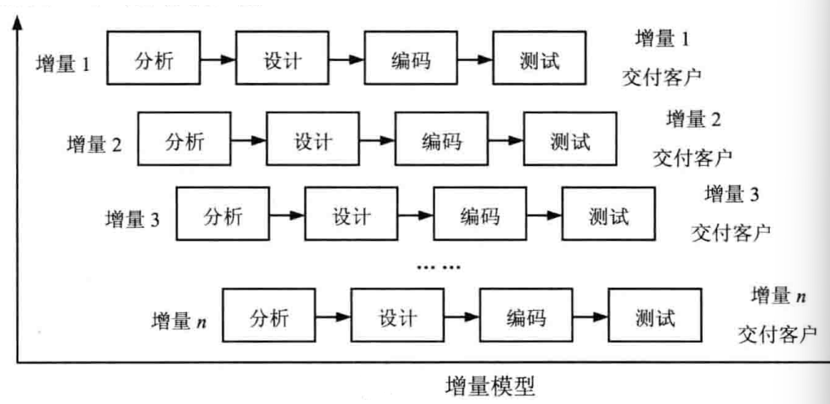 增量 1
分析
设计
编码
测试
增量 1
交付客户
增量 2
分析
设计
编码
测试
增量 2
交付客户
增量 3
分析
设计
编码
测试
增量 3
交付客户
……
增量 n
分析
设计
编码
测试
增量 n
交付客户
增量模型